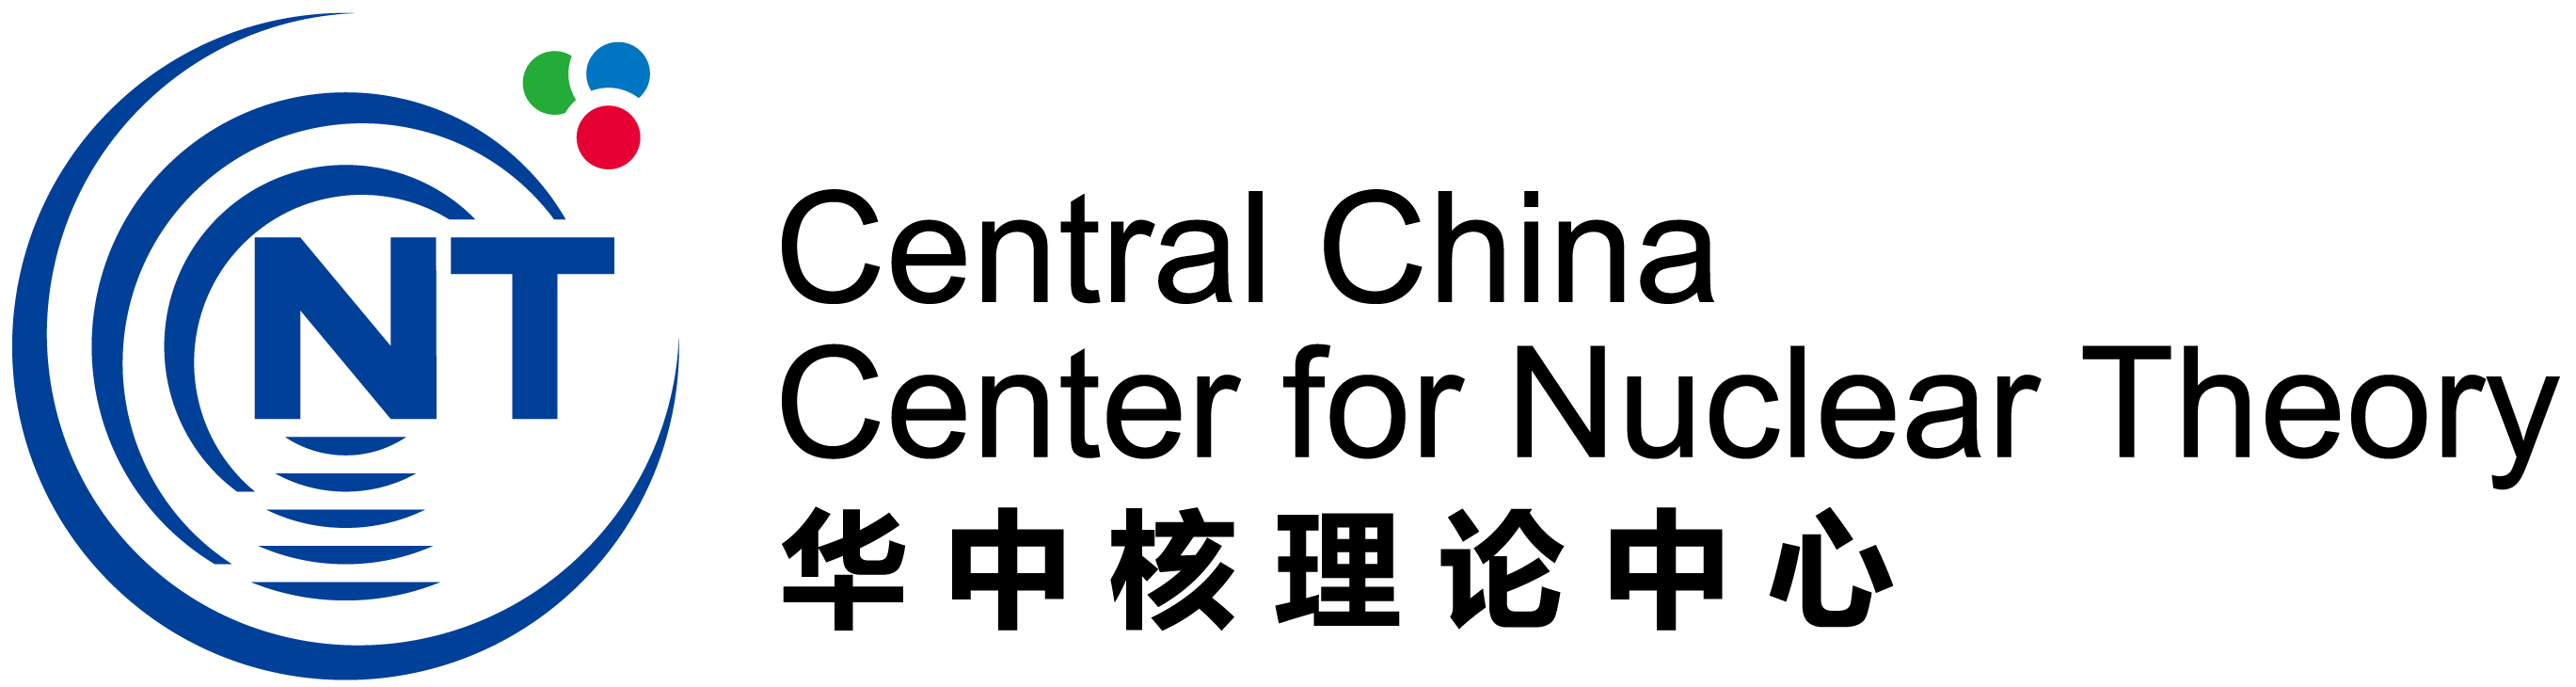 NT
Central China
Center for Nuclear Theory
华中核理论中心